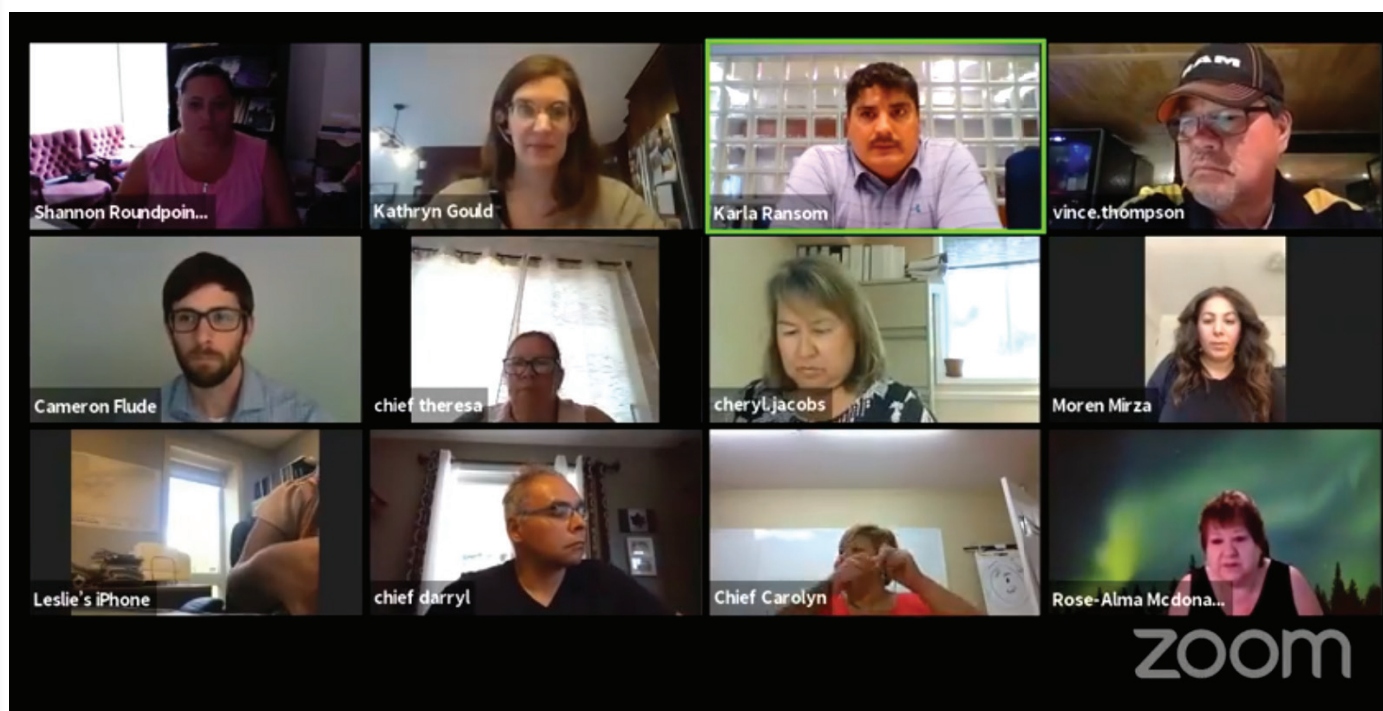 Shannon Roundpoin...
Kathryn Gould
Karla Ransom
RAM
vince.thompson
Cameron Flude
chief theresa
cheryl.jacobs
Moren Mirza
Leslie's iPhone
chief darryl
Chief Carolyn
Rose-Alma Mcdona...
zoom